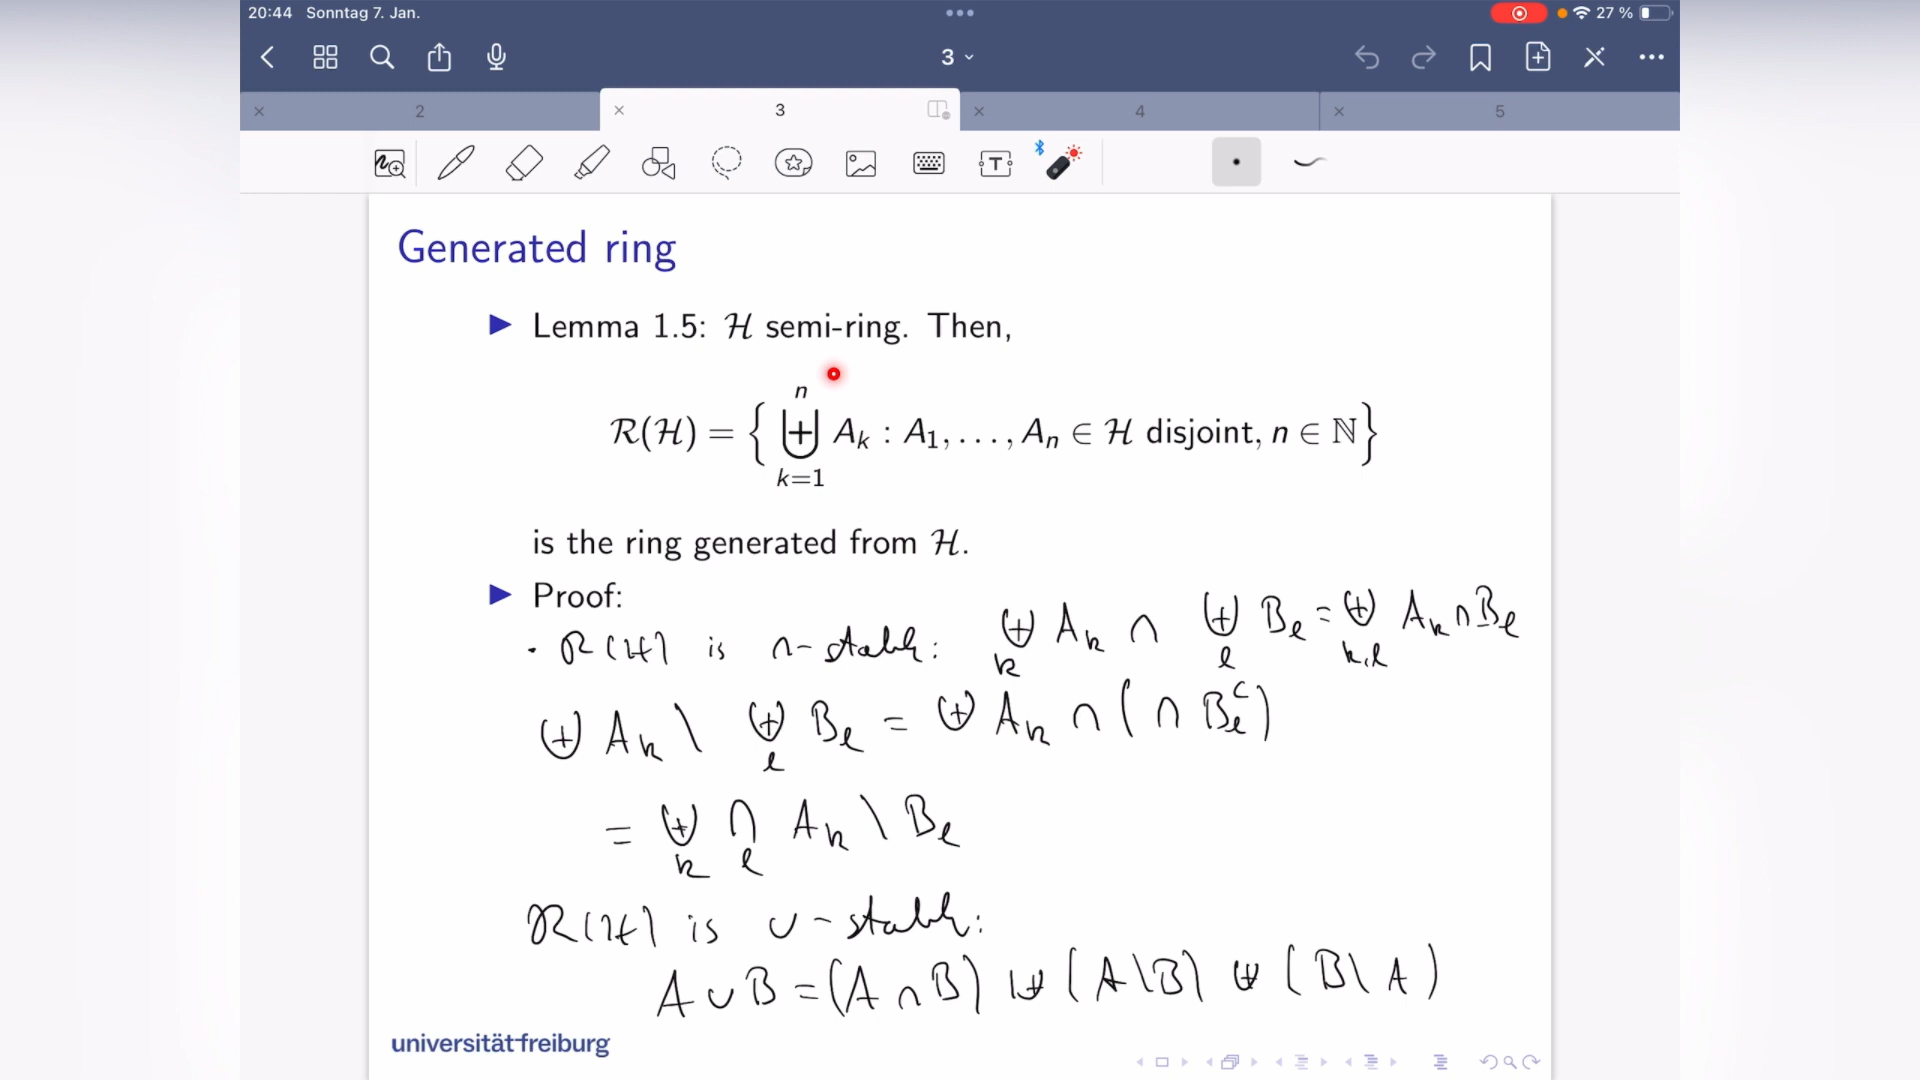 20:44 Sonntag 7. Jan. 27 %
3
2 3 4 5
Generated ring
Lemma 1.5: ℋ semi-ring. Then,
ℛ(ℋ) = { ⨄_{k=1}^{n} A_k : A_1, …, A_n ∈ ℋ disjoint, n ∈ ℕ }
is the ring generated from ℋ.
Proof:
· ℛ(ℋ) is ∩-stable: ⨄_k A_k ∩ ⨄_ℓ B_ℓ = ⨄_{k,ℓ} A_k ∩ B_ℓ
⨄ A_k \ ⨄_ℓ B_ℓ = ⨄ A_k ∩ (∩ B_ℓ^c)
= ⨄_k ∩_ℓ A_k \ B_ℓ
ℛ(ℋ) is ∪-stable:
A ∪ B = (A ∩ B) ⊎ (A \ B) ⊎ (B \ A)
universität freiburg